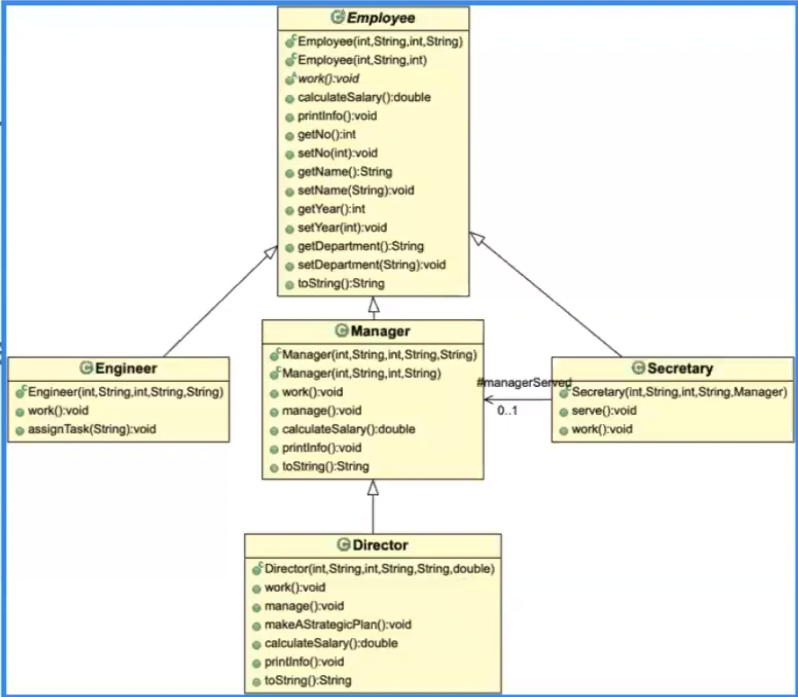 Employee
Employee(int,String,int,String)
Employee(int,String,int)
work():void
calculateSalary():double
printInfo():void
getNo():int
setNo(int):void
getName():String
setName(String):void
getYear():int
setYear(int):void
getDepartment():String
setDepartment(String):void
toString():String
Engineer
Engineer(int,String,int,String,String)
work():void
assignTask(String):void
Manager
Manager(int,String,int,String,String)
Manager(int,String,int,String)
work():void
manage():void
calculateSalary():double
printInfo():void
toString():String
#managerServed
0..1
Secretary
Secretary(int,String,int,String,Manager)
serve():void
work():void
Director
Director(int,String,int,String,String,double)
work():void
manage():void
makeAStrategicPlan():void
calculateSalary():double
printInfo():void
toString():String